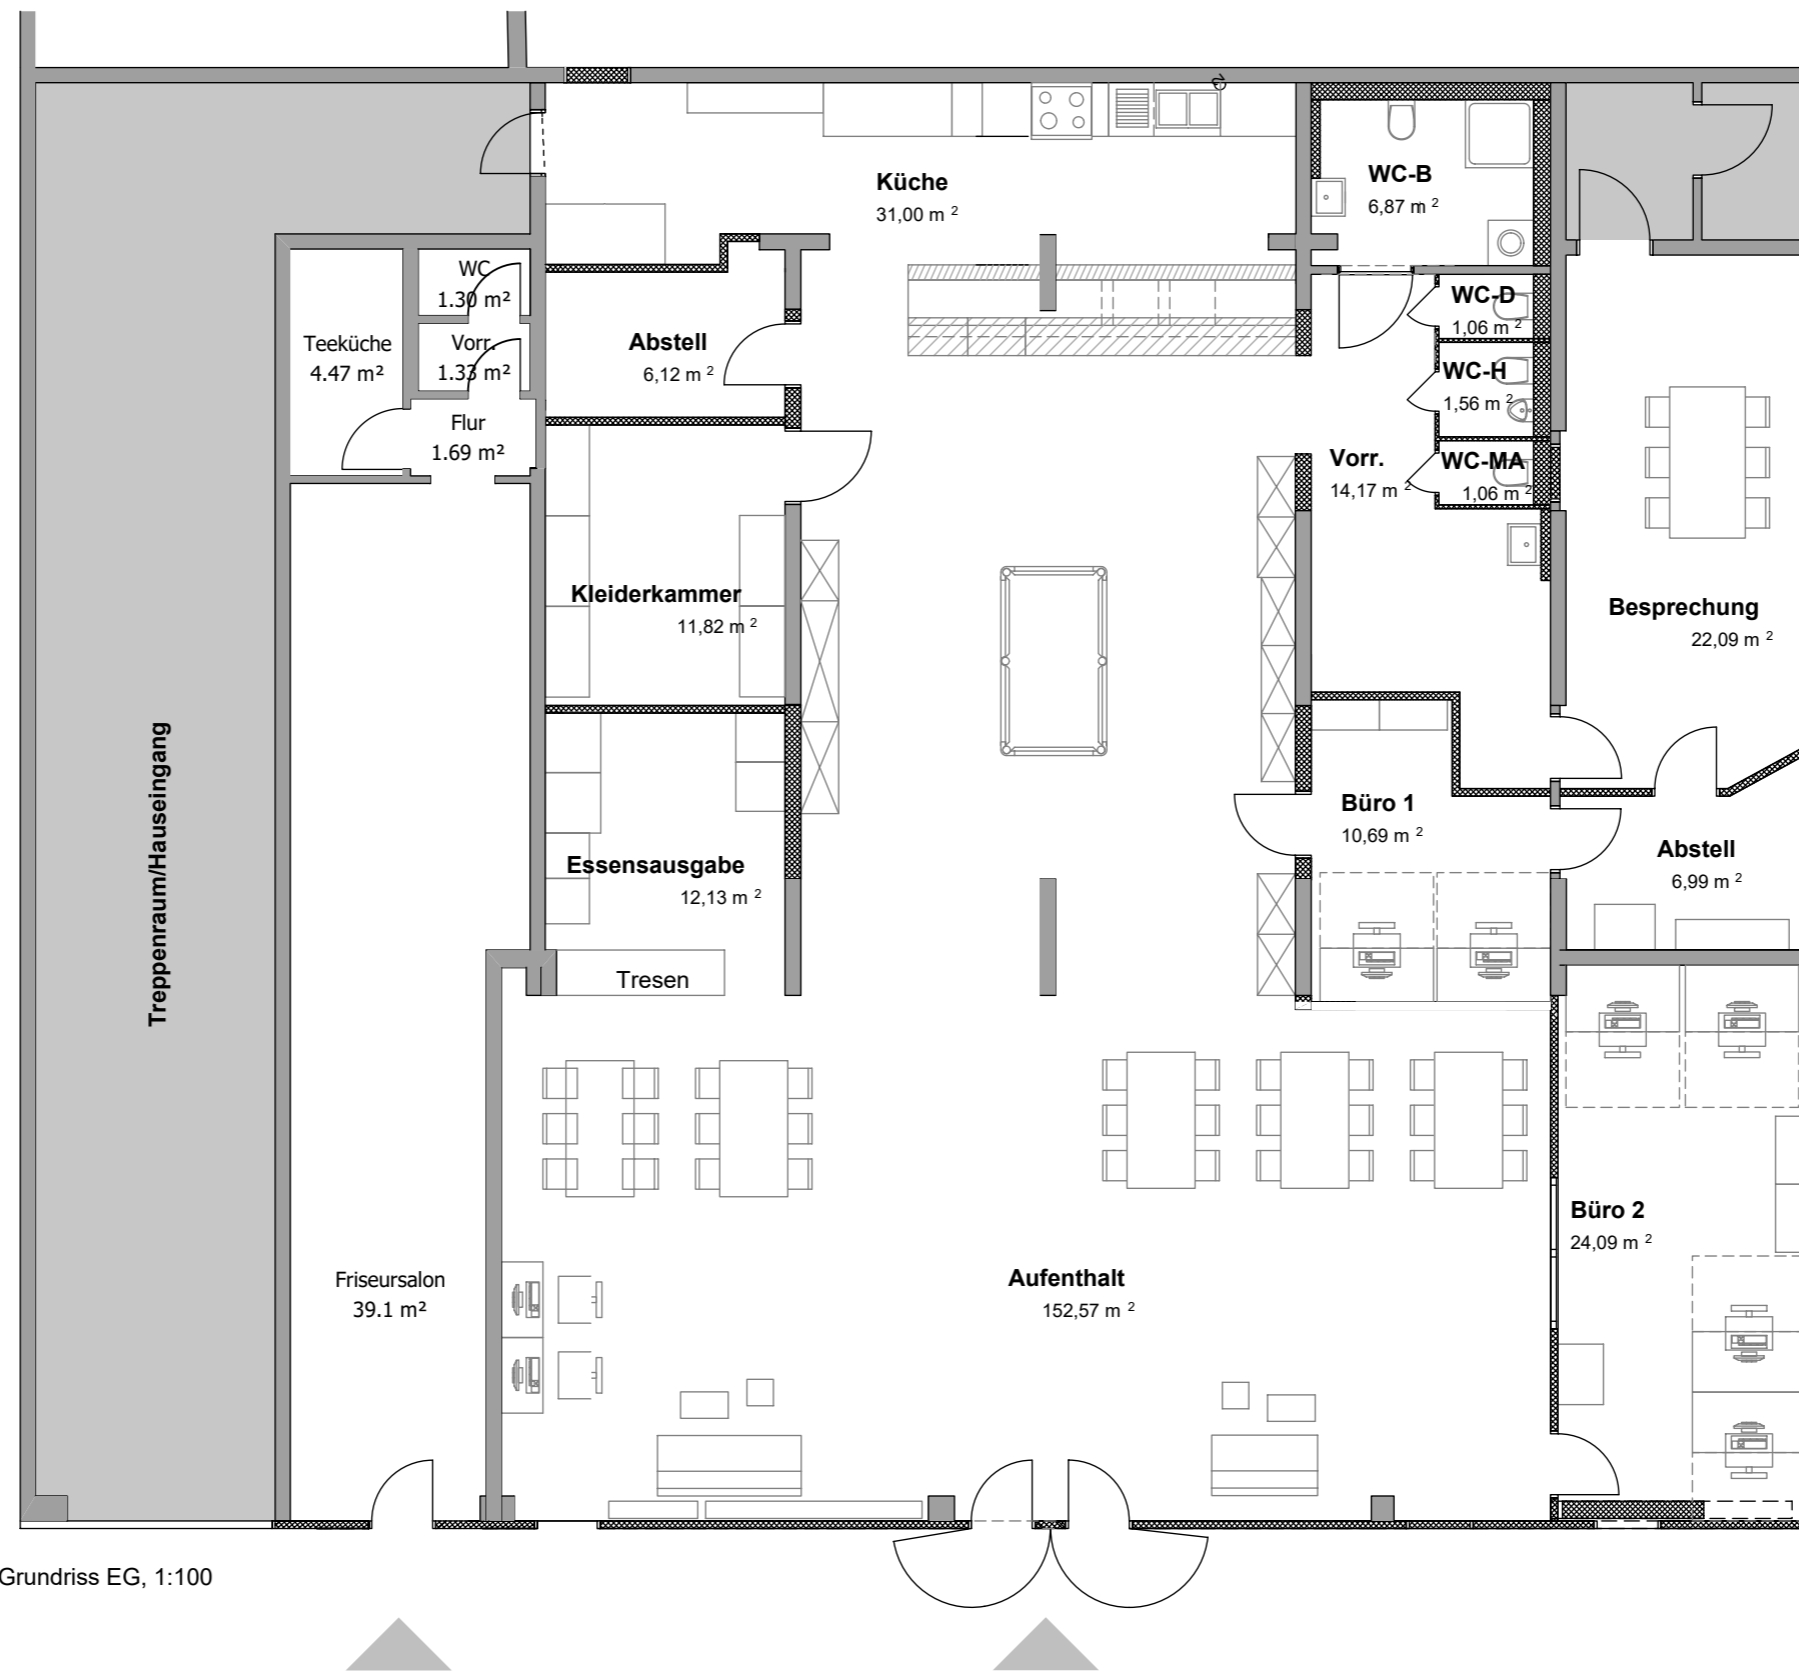 Küche
31,00 m ²
WC-B
6,87 m ²
WC
1.30 m²
Vorr.
1.33 m²
Teeküche
4.47 m²
Flur
1.69 m²
Abstell
6,12 m ²
WC-D
1,06 m ²
WC-H
1,56 m ²
WC-MA
1,06 m ²
Vorr.
14,17 m ²
Kleiderkammer
11,82 m ²
Besprechung
22,09 m ²
Treppenraum/Hauseingang
Essensausgabe
12,13 m ²
Tresen
Büro 1
10,69 m ²
Abstell
6,99 m ²
Büro 2
24,09 m ²
Friseursalon
39.1 m²
Aufenthalt
152,57 m ²
Grundriss EG, 1:100